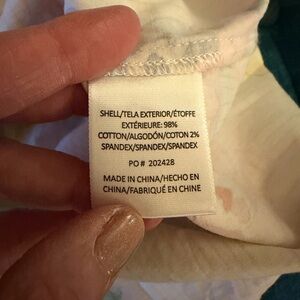 SHELL/TELA EXTERIOR/ÉTOFFE
EXTÉRIEURE: 98%
COTTON/ALGODÓN/COTON 2%
SPANDEX/SPANDEX/SPANDEX
PO# 202428
MADE IN CHINA/HECHO EN
CHINA/FABRIQUÉ EN CHINE